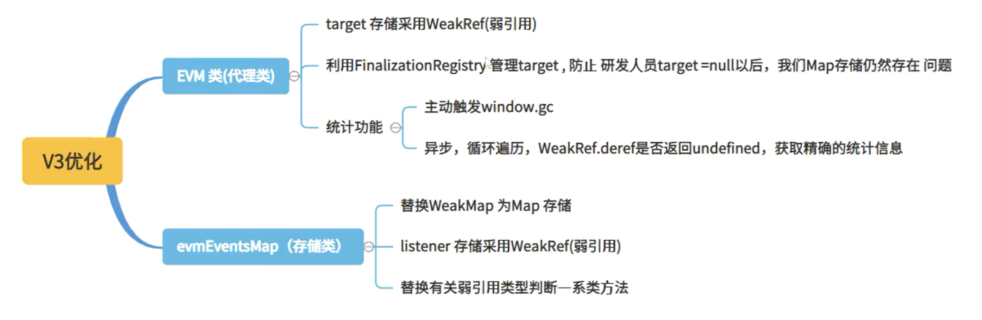 target 存储采用WeakRef(弱引用)
EVM 类(代理类)
利用FinalizationRegistry 管理target , 防止 研发人员target =null以后，我们Map存储仍然存在 问题
统计功能
主动触发window.gc
异步，循环遍历，WeakRef.deref是否返回undefined，获取精确的统计信息
V3优化
evmEventsMap（存储类）
替换WeakMap 为Map 存储
listener 存储采用WeakRef(弱引用)
替换有关弱引用类型判断一系类方法